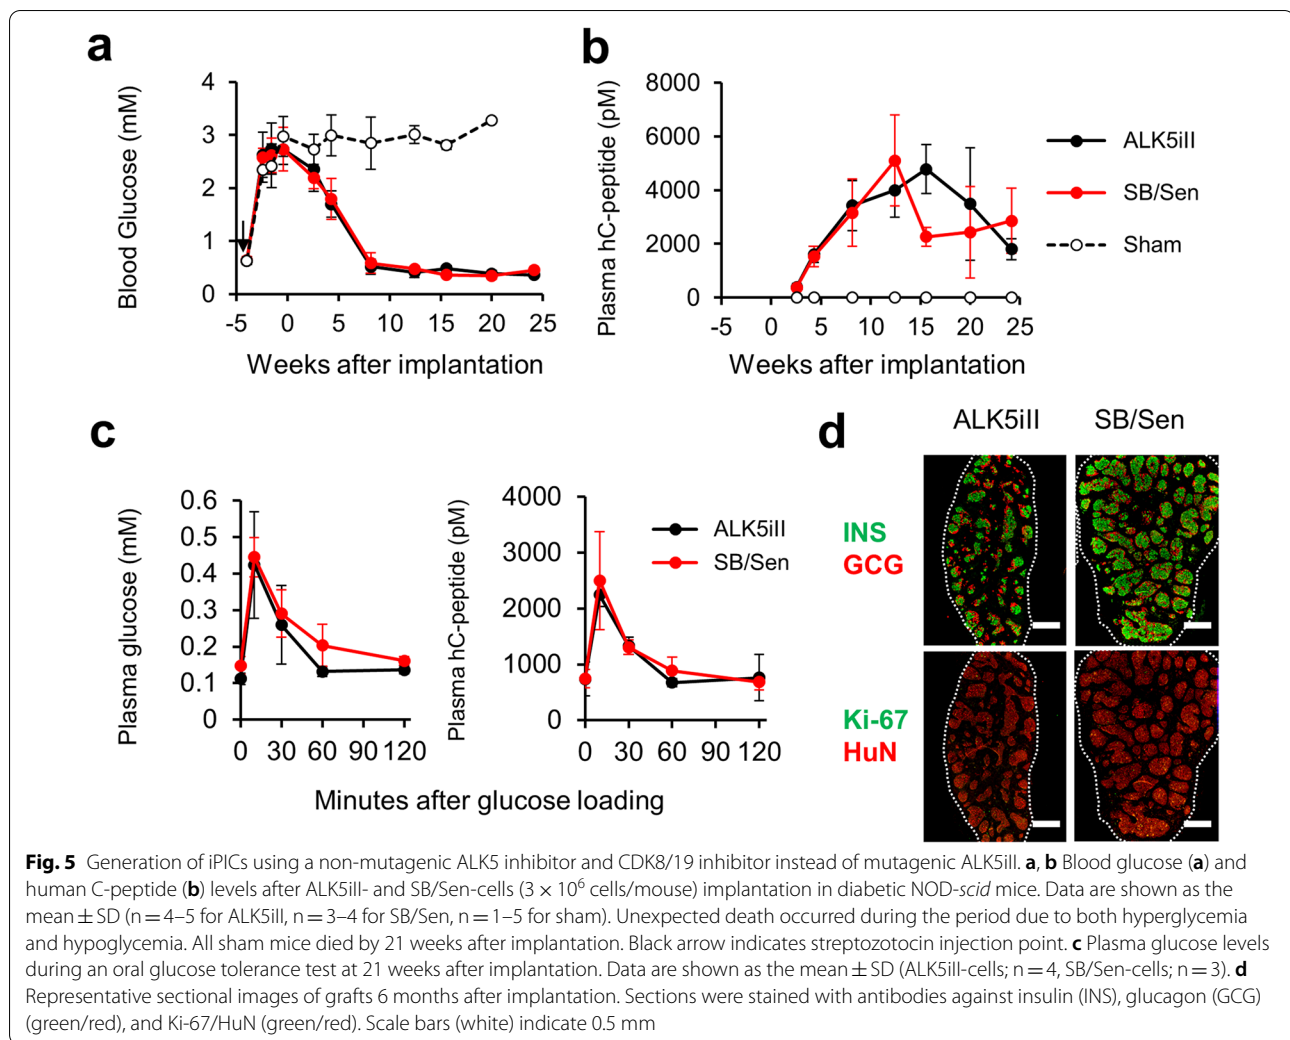 a
Blood Glucose (mM)
4
3
2
1
0
-5 0 5 10 15 20 25
Weeks after implantation
b
Plasma hC-peptide (pM)
8000
6000
4000
2000
0
-5 0 5 10 15 20 25
Weeks after implantation
ALK5iII
SB/Sen
Sham
c
Plasma glucose (mM)
0.6
0.5
0.4
0.3
0.2
0.1
0
0 30 60 90 120
Plasma hC-peptide (pM)
4000
3000
2000
1000
0
0 30 60 90 120
ALK5iII
SB/Sen
Minutes after glucose loading
d
ALK5iII SB/Sen
INS
GCG
Ki-67
HuN
Fig. 5 Generation of iPICs using a non-mutagenic ALK5 inhibitor and CDK8/19 inhibitor instead of mutagenic ALK5iII. a, b Blood glucose (a) and
human C-peptide (b) levels after ALK5iII- and SB/Sen-cells (3 × 10⁶ cells/mouse) implantation in diabetic NOD-scid mice. Data are shown as the
mean ± SD (n = 4–5 for ALK5iII, n = 3–4 for SB/Sen, n = 1–5 for sham). Unexpected death occurred during the period due to both hyperglycemia
and hypoglycemia. All sham mice died by 21 weeks after implantation. Black arrow indicates streptozotocin injection point. c Plasma glucose levels
during an oral glucose tolerance test at 21 weeks after implantation. Data are shown as the mean ± SD (ALK5iII-cells; n = 4, SB/Sen-cells; n = 3). d
Representative sectional images of grafts 6 months after implantation. Sections were stained with antibodies against insulin (INS), glucagon (GCG)
(green/red), and Ki-67/HuN (green/red). Scale bars (white) indicate 0.5 mm